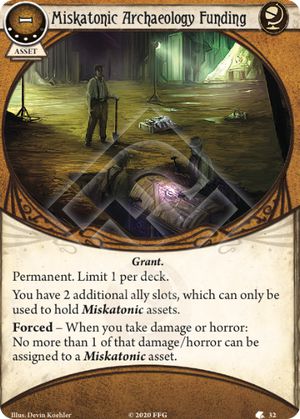 Miskatonic Archaeology Funding
ASSET
Grant.
Permanent. Limit 1 per deck.
You have 2 additional ally slots, which can only be
used to hold Miskatonic assets.
Forced – When you take damage or horror:
No more than 1 of that damage/horror can be
assigned to a Miskatonic asset.
Illus. Devin Koehler
© 2020 FFG
32